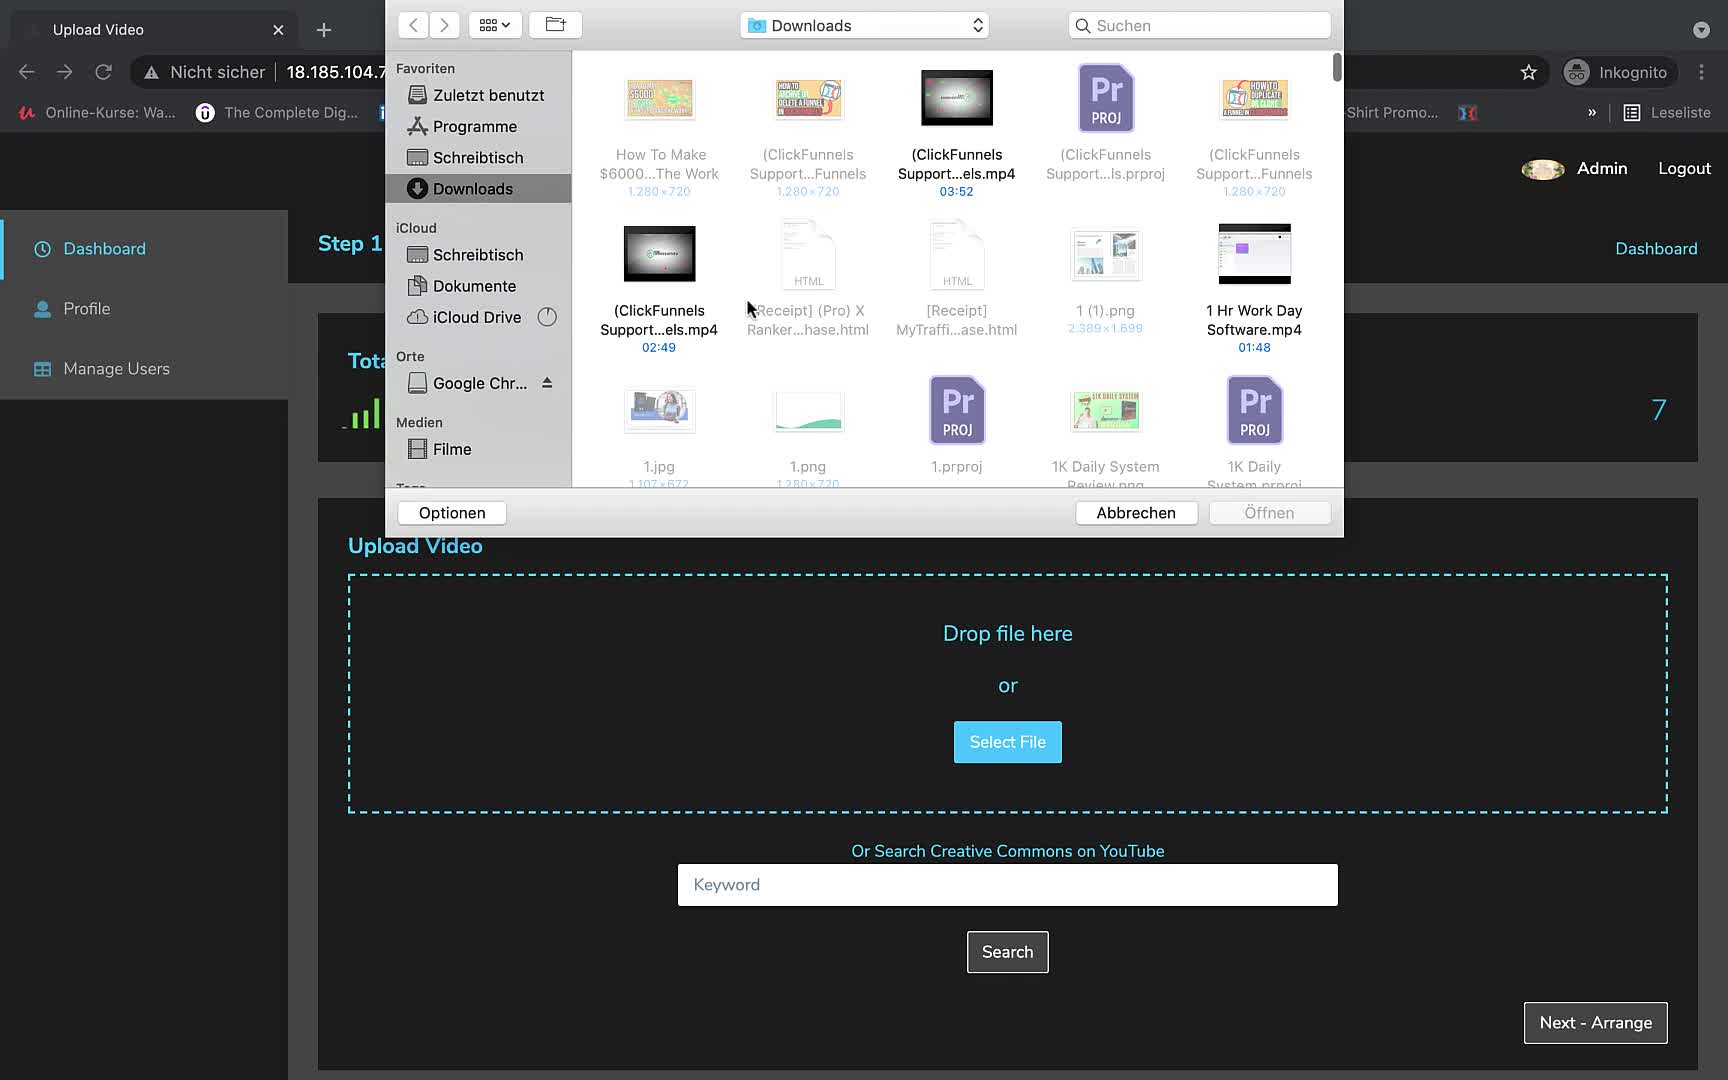 Upload Video
Downloads
Suchen
Nicht sicher
18.185.104.7
Inkognito
Online-Kurse: Wa...
The Complete Dig...
-Shirt Promo...
»
Leseliste
Favoriten
Zuletzt benutzt
Programme
Schreibtisch
Downloads
iCloud
Schreibtisch
Dokumente
iCloud Drive
Orte
Google Chr...
Medien
Filme
How To Make
$6000...The Work
1.280×720
(ClickFunnels
Support...Funnels
1.280×720
(ClickFunnels
Support...els.mp4
03:52
Pr
PROJ
(ClickFunnels
Support...ls.prproj
(ClickFunnels
Support...Funnels
1.280×720
(ClickFunnels
Support...els.mp4
02:49
HTML
[Receipt] (Pro) X
Ranker...hase.html
HTML
[Receipt]
MyTraffi...ase.html
1 (1).png
2.389×1.699
1 Hr Work Day
Software.mp4
01:48
1.jpg
1.107×672
1.png
1.280×720
Pr
PROJ
1.prproj
1K Daily System
Review.png
Pr
PROJ
1K Daily
System.prproj
Optionen
Abbrechen
Öffnen
Admin
Logout
Dashboard
Profile
Manage Users
Step 1
Dashboard
Tota
7
Upload Video
Drop file here
or
Select File
Or Search Creative Commons on YouTube
Keyword
Search
Next - Arrange